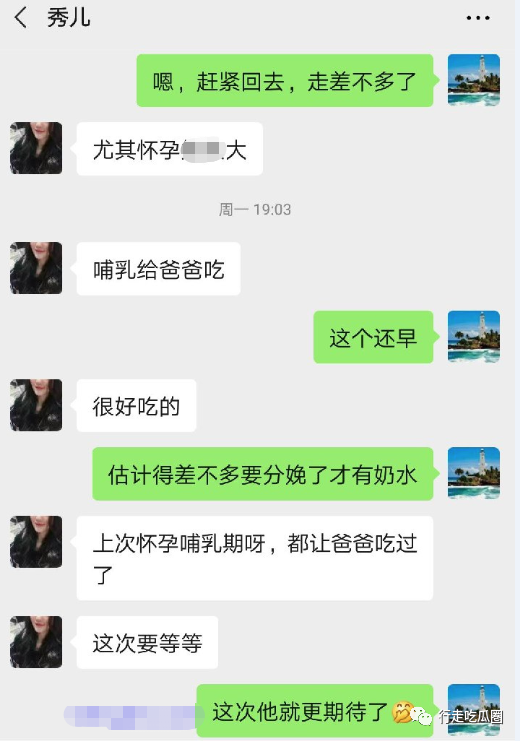 秀儿
嗯，赶紧回去，走差不多了
尤其怀孕大
周一 19:03
哺乳给爸爸吃
这个还早
很好吃的
估计得差不多要分娩了才有奶水
上次怀孕哺乳期呀，都让爸爸吃过
了
这次要等等
这次他就更期待了
行走吃瓜圈